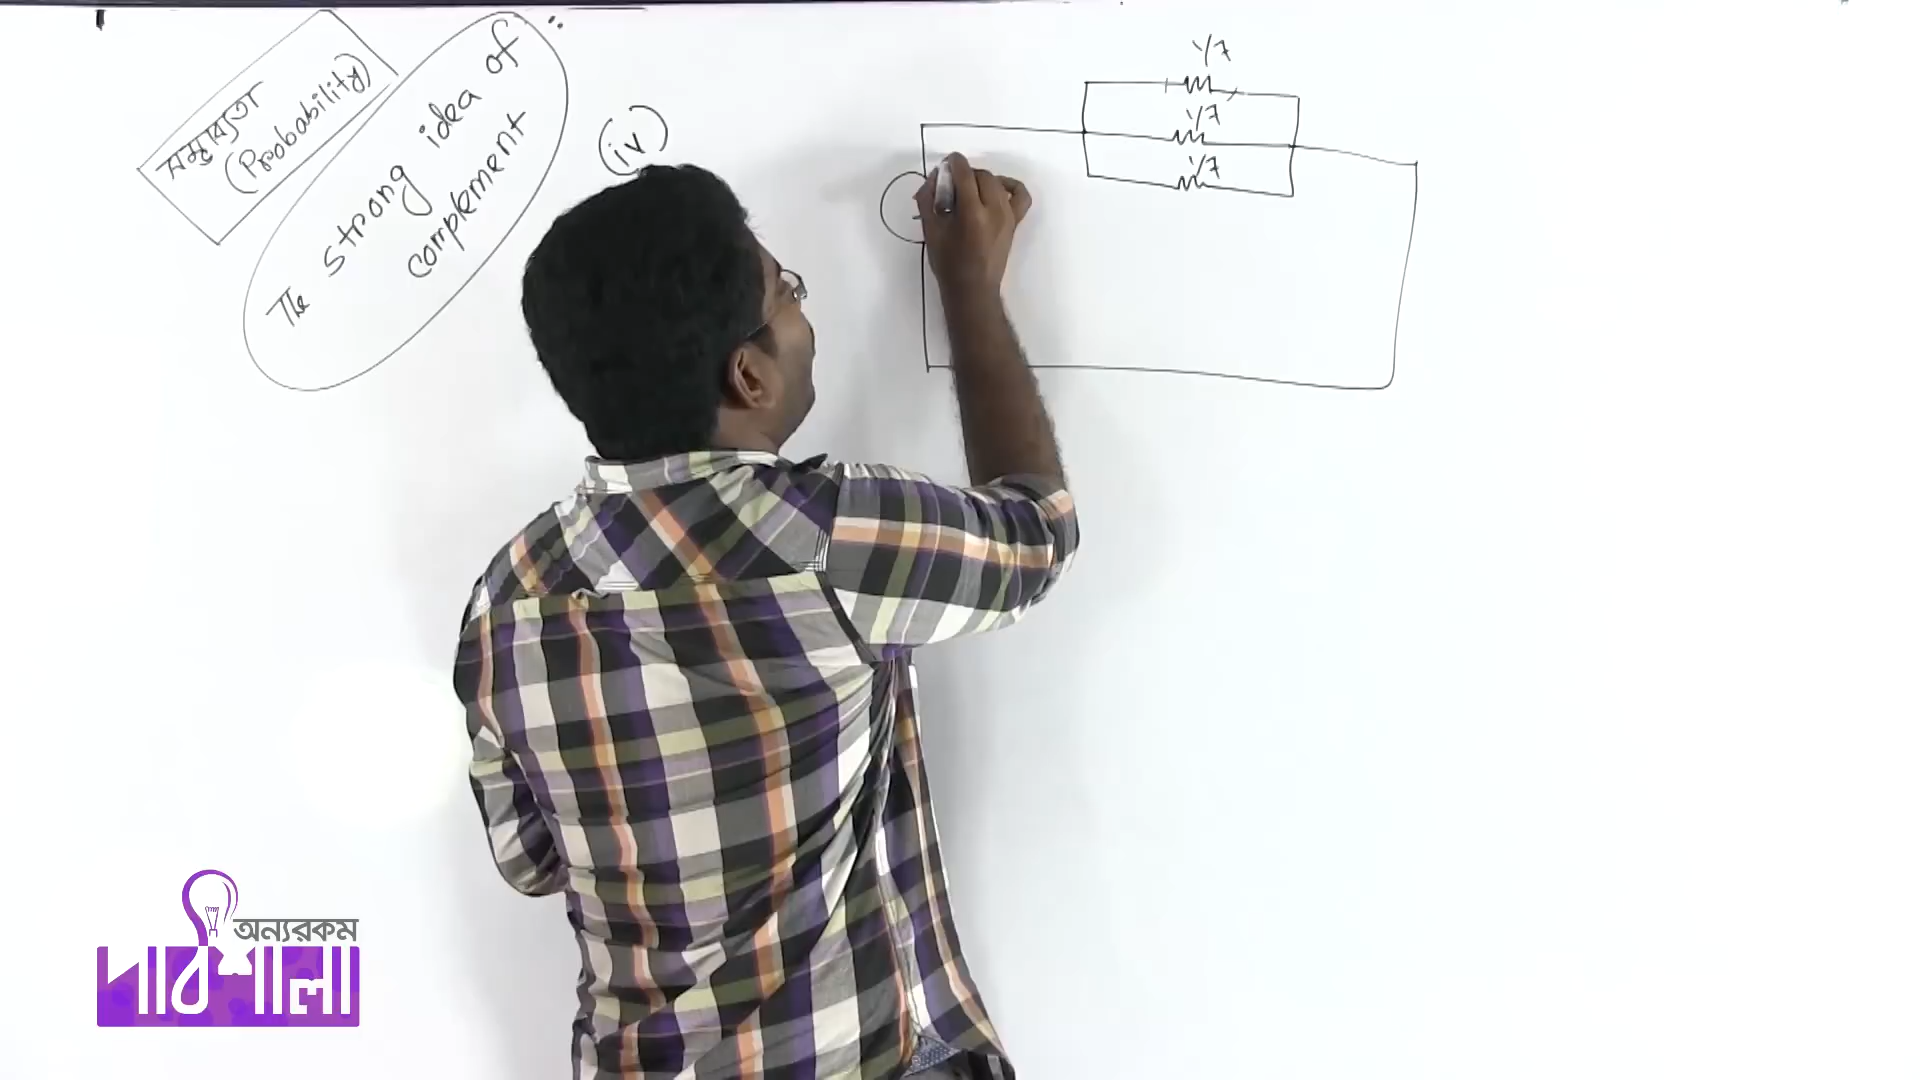 সম্ভাব্যতা
(Probability)
The strong idea of
complement
(iv)
1/7
1/7
1/7
অন্যরকম
পাঠশালা